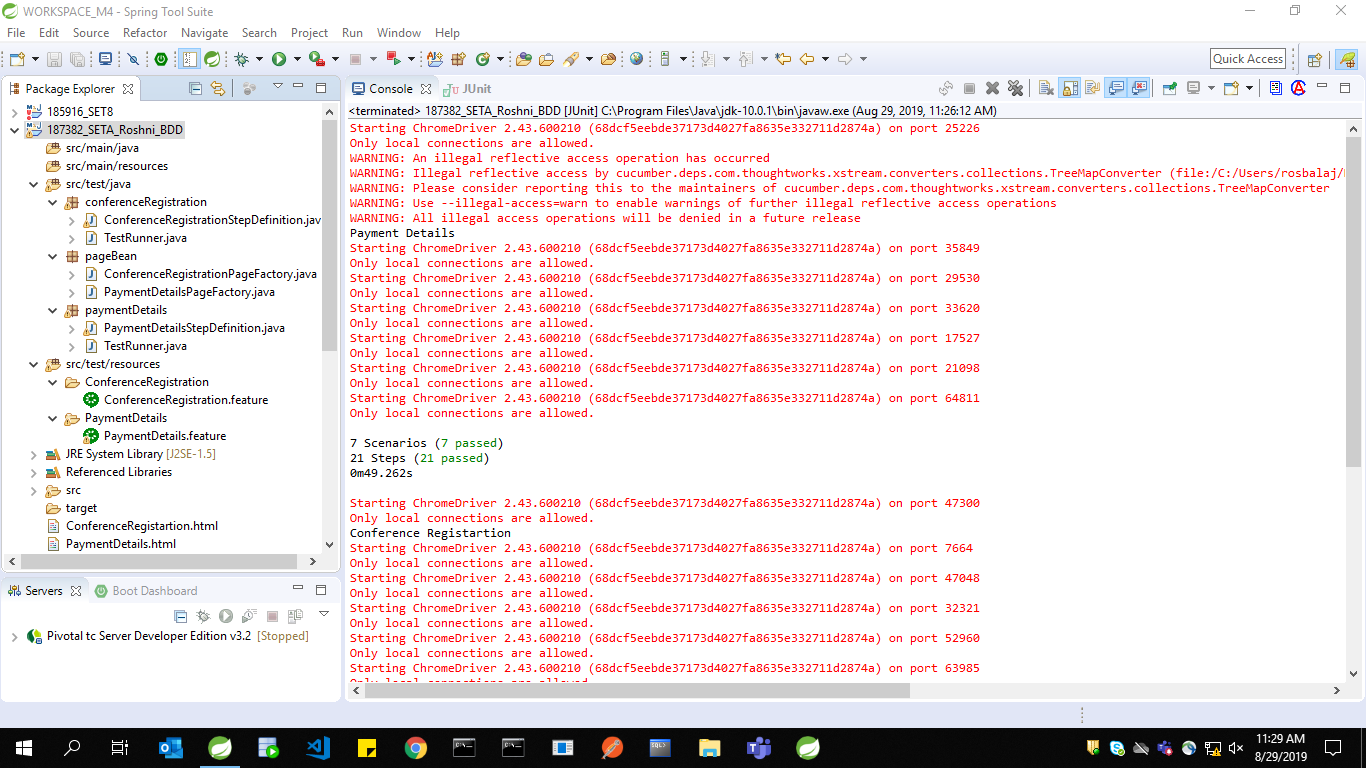 WORKSPACE_M4 - Spring Tool Suite
File Edit Source Refactor Navigate Search Project Run Window Help
Quick Access
Package Explorer
185916_SET8
187382_SETA_Roshni_BDD
src/main/java
src/main/resources
src/test/java
conferenceRegistration
ConferenceRegistrationStepDefinition.jav
TestRunner.java
pageBean
ConferenceRegistrationPageFactory.java
PaymentDetailsPageFactory.java
paymentDetails
PaymentDetailsStepDefinition.java
TestRunner.java
src/test/resources
ConferenceRegistration
ConferenceRegistration.feature
PaymentDetails
PaymentDetails.feature
JRE System Library [J2SE-1.5]
Referenced Libraries
src
target
ConferenceRegistartion.html
PaymentDetails.html
Servers Boot Dashboard
Pivotal tc Server Developer Edition v3.2 [Stopped]
Console JUnit
<terminated> 187382_SETA_Roshni_BDD [JUnit] C:\Program Files\Java\jdk-10.0.1\bin\javaw.exe (Aug 29, 2019, 11:26:12 AM)
Starting ChromeDriver 2.43.600210 (68dcf5eebde37173d4027fa8635e332711d2874a) on port 25226
Only local connections are allowed.
WARNING: An illegal reflective access operation has occurred
WARNING: Illegal reflective access by cucumber.deps.com.thoughtworks.xstream.converters.collections.TreeMapConverter (file:/C:/Users/rosbalaj/
WARNING: Please consider reporting this to the maintainers of cucumber.deps.com.thoughtworks.xstream.converters.collections.TreeMapConverter
WARNING: Use --illegal-access=warn to enable warnings of further illegal reflective access operations
WARNING: All illegal access operations will be denied in a future release
Payment Details
Starting ChromeDriver 2.43.600210 (68dcf5eebde37173d4027fa8635e332711d2874a) on port 35849
Only local connections are allowed.
Starting ChromeDriver 2.43.600210 (68dcf5eebde37173d4027fa8635e332711d2874a) on port 29530
Only local connections are allowed.
Starting ChromeDriver 2.43.600210 (68dcf5eebde37173d4027fa8635e332711d2874a) on port 33620
Only local connections are allowed.
Starting ChromeDriver 2.43.600210 (68dcf5eebde37173d4027fa8635e332711d2874a) on port 17527
Only local connections are allowed.
Starting ChromeDriver 2.43.600210 (68dcf5eebde37173d4027fa8635e332711d2874a) on port 21098
Only local connections are allowed.
Starting ChromeDriver 2.43.600210 (68dcf5eebde37173d4027fa8635e332711d2874a) on port 64811
Only local connections are allowed.
7 Scenarios (7 passed)
21 Steps (21 passed)
0m49.262s
Starting ChromeDriver 2.43.600210 (68dcf5eebde37173d4027fa8635e332711d2874a) on port 47300
Only local connections are allowed.
Conference Registartion
Starting ChromeDriver 2.43.600210 (68dcf5eebde37173d4027fa8635e332711d2874a) on port 7664
Only local connections are allowed.
Starting ChromeDriver 2.43.600210 (68dcf5eebde37173d4027fa8635e332711d2874a) on port 47048
Only local connections are allowed.
Starting ChromeDriver 2.43.600210 (68dcf5eebde37173d4027fa8635e332711d2874a) on port 32321
Only local connections are allowed.
Starting ChromeDriver 2.43.600210 (68dcf5eebde37173d4027fa8635e332711d2874a) on port 52960
Only local connections are allowed.
Starting ChromeDriver 2.43.600210 (68dcf5eebde37173d4027fa8635e332711d2874a) on port 63985
Only local connections are allowed.
11:29 AM
8/29/2019